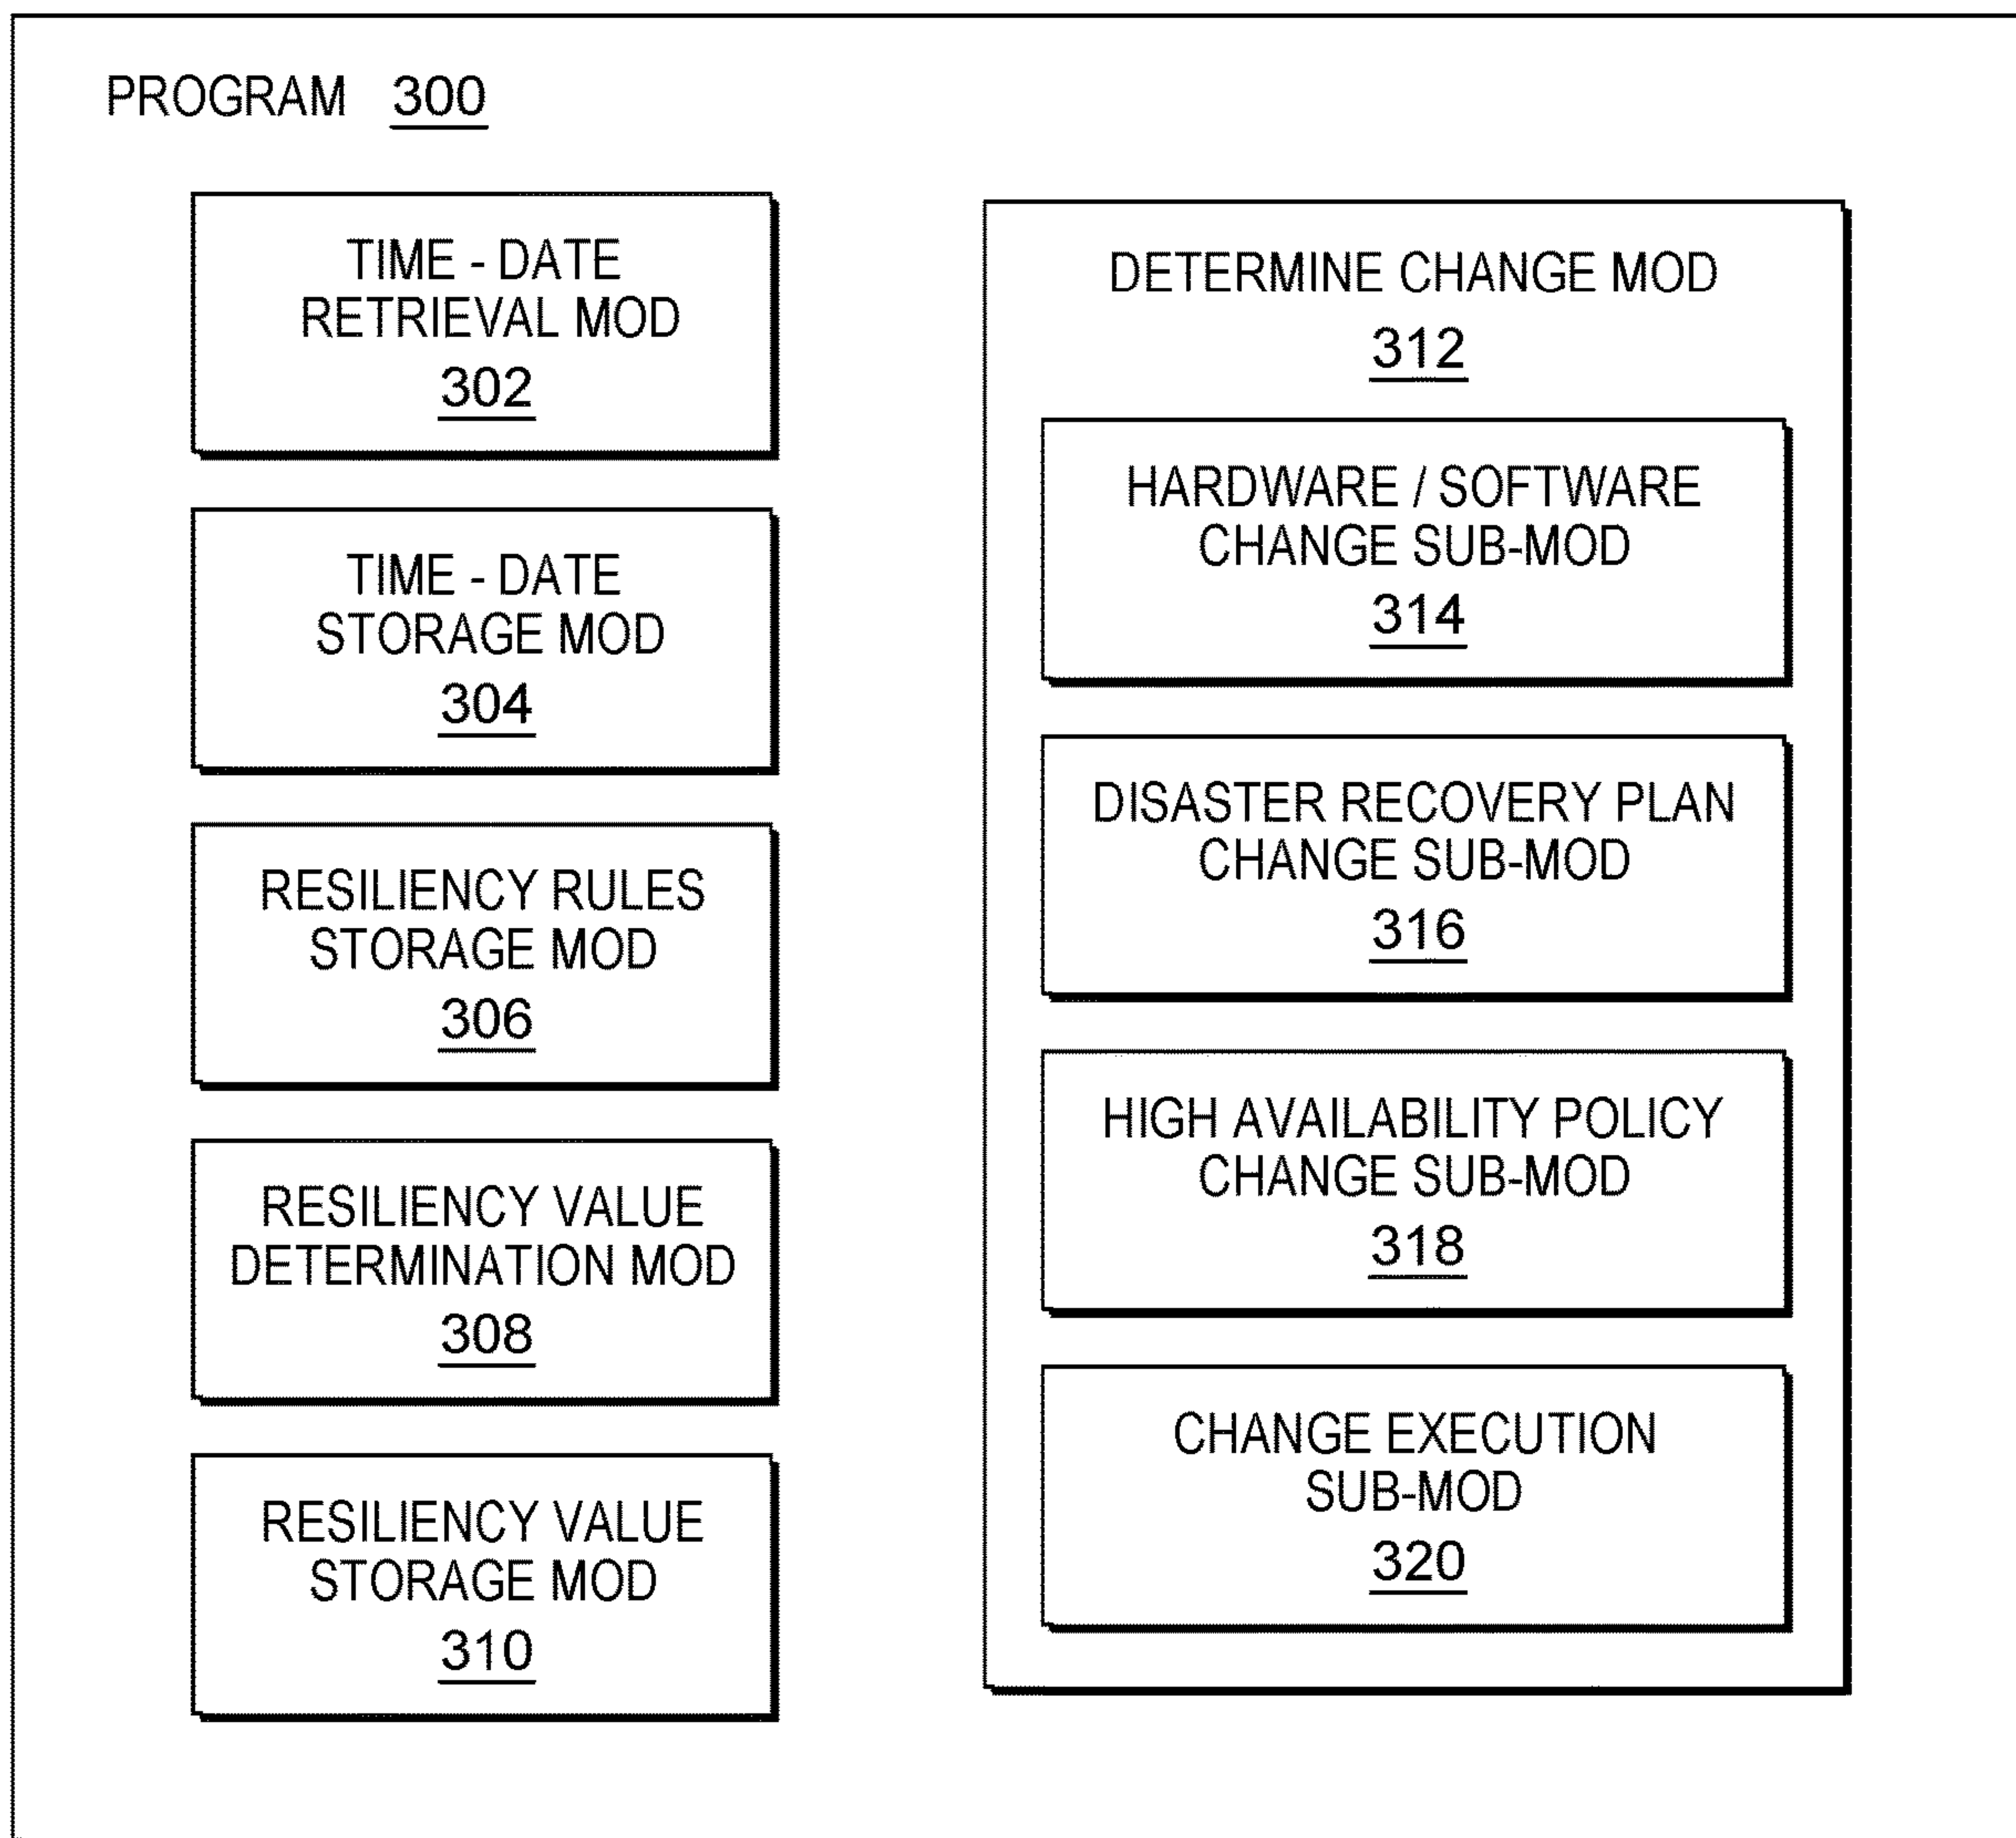 PROGRAM 300
TIME - DATE
RETRIEVAL MOD
302
TIME - DATE
STORAGE MOD
304
RESILIENCY RULES
STORAGE MOD
306
RESILIENCY VALUE
DETERMINATION MOD
308
RESILIENCY VALUE
STORAGE MOD
310
DETERMINE CHANGE MOD
312
HARDWARE / SOFTWARE
CHANGE SUB-MOD
314
DISASTER RECOVERY PLAN
CHANGE SUB-MOD
316
HIGH AVAILABILITY POLICY
CHANGE SUB-MOD
318
CHANGE EXECUTION
SUB-MOD
320